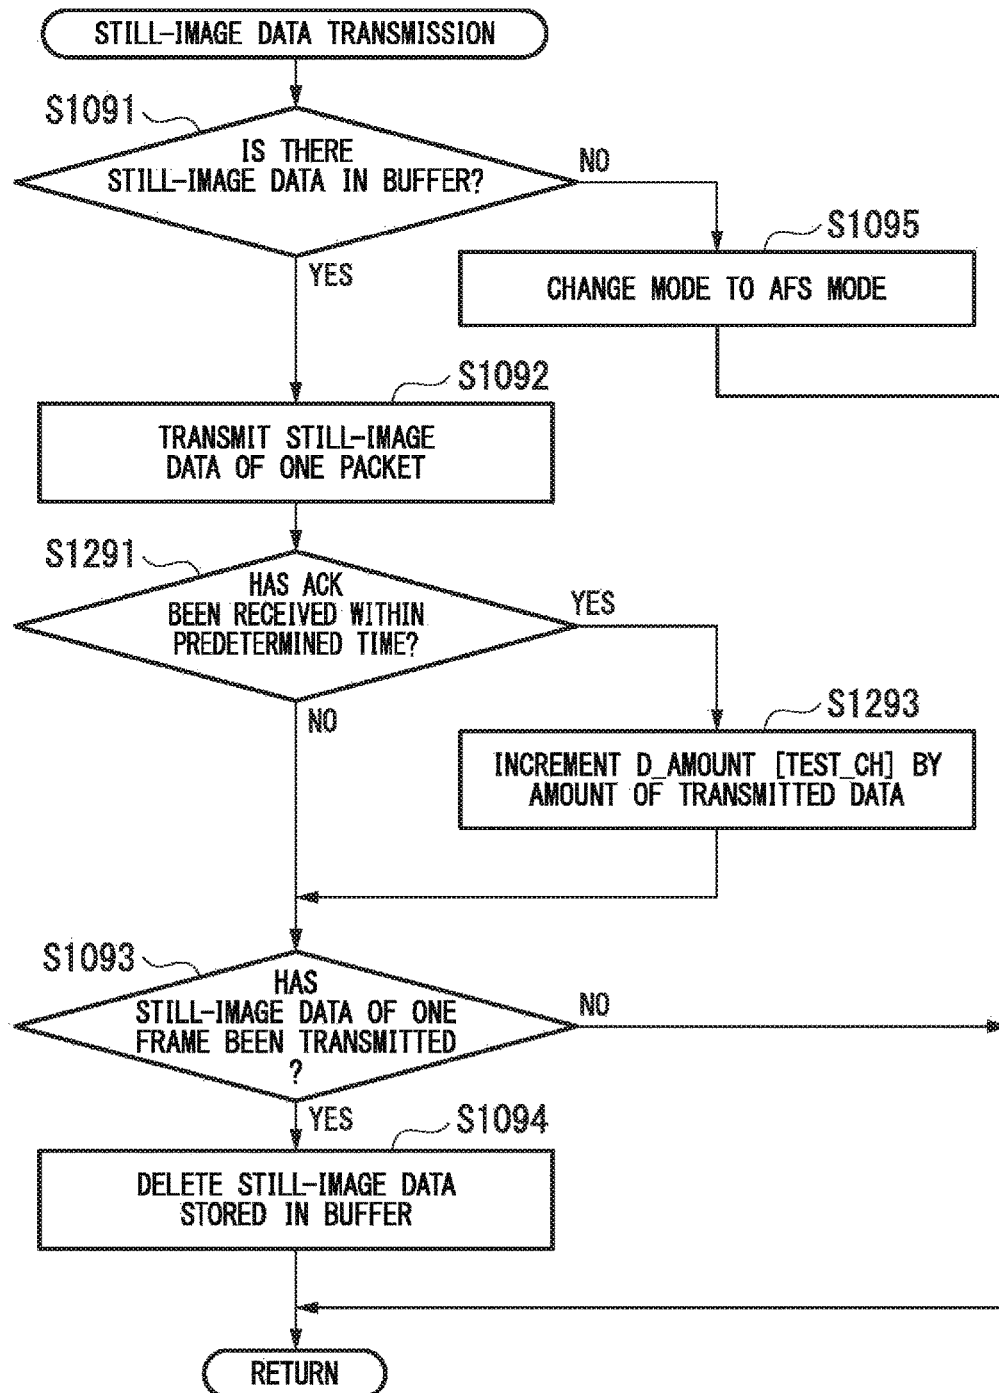 STILL-IMAGE DATA TRANSMISSION
S1091
IS THERE
STILL-IMAGE DATA IN BUFFER?
NO
YES
S1095
CHANGE MODE TO AFS MODE
S1092
TRANSMIT STILL-IMAGE
DATA OF ONE PACKET
S1291
HAS ACK
BEEN RECEIVED WITHIN
PREDETERMINED TIME?
YES
NO
S1293
INCREMENT D_AMOUNT [TEST_CH] BY
AMOUNT OF TRANSMITTED DATA
S1093
HAS
STILL-IMAGE DATA OF ONE
FRAME BEEN TRANSMITTED
?
NO
YES
S1094
DELETE STILL-IMAGE DATA
STORED IN BUFFER
RETURN